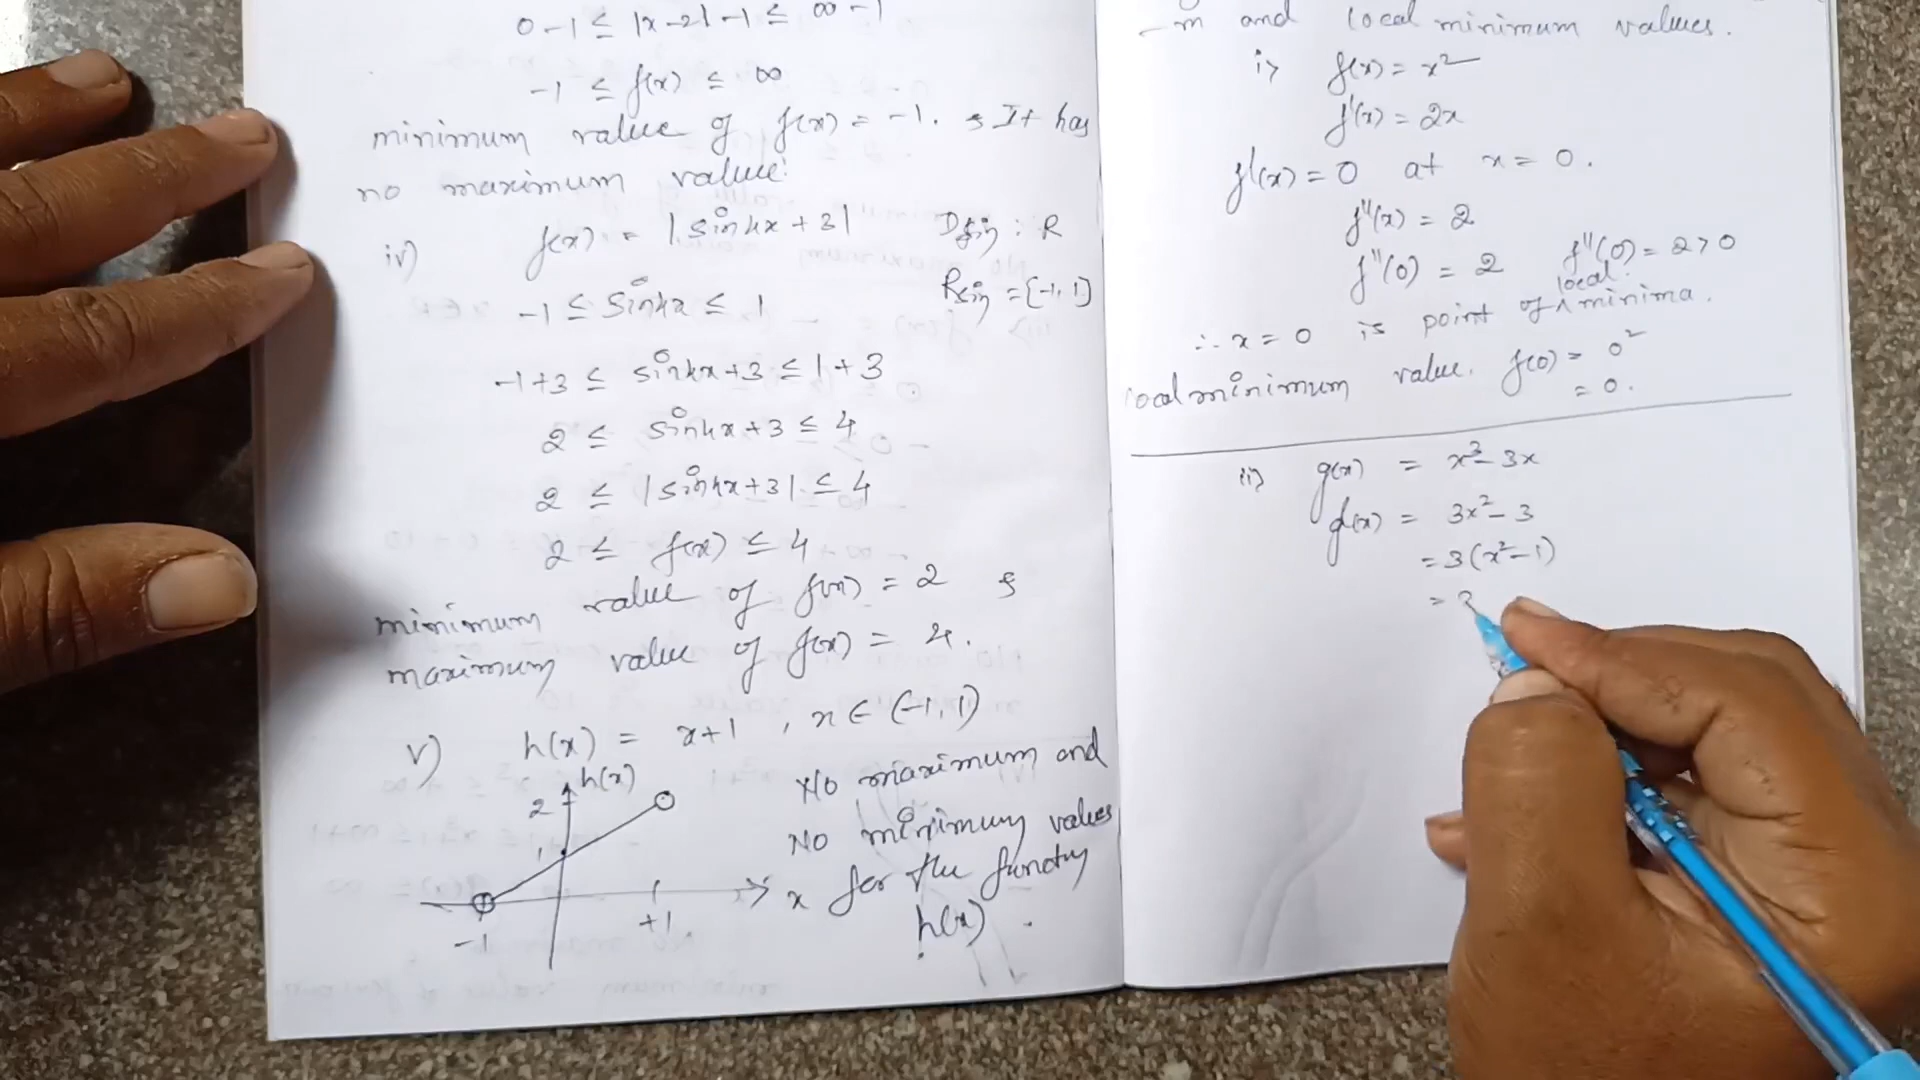 0-1 ≤ |x-2| -1 ≤ ∞ -1
-1 ≤ f(x) ≤ ∞
minimum value of f(x) = -1. & It has
no maximum value.
iv) f(x) = |sin4x+3|
-1 ≤ sin4x ≤ 1
Dsin : R
Rsin = [-1, 1]
-1+3 ≤ sin4x+3 ≤ 1+3
2 ≤ sin4x+3 ≤ 4
2 ≤ |sin4x+3| ≤ 4
2 ≤ f(x) ≤ 4
minimum value of f(x) = 2 &
maximum value of f(x) = 4.
v) h(x) = x+1 , x ∈ (-1, 1)
h(x)
2
1
-1
+1
x
No maximum and
No minimum values
for the
h(x).
-m and local minimum values.
i> f(x) = x²
f'(x) = 2x
f'(x) = 0 at x = 0.
f''(x) = 2
f''(0) = 2 f''(0) = 2 > 0
∴ x = 0 is point of local minima.
local minimum value. f(0) = 0²
= 0.
ii) g(x) = x³- 3x
g'(x) = 3x²- 3
= 3(x²-1)
= 3